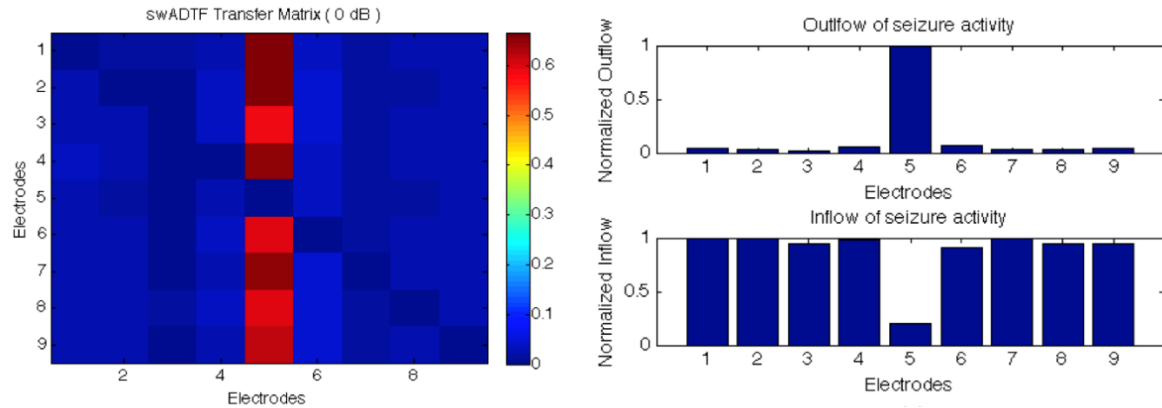 swADTF Transfer Matrix ( 0 dB )
Electrodes
1
2
3
4
5
6
7
8
9
2 4 6 8
Electrodes
0.6
0.5
0.4
0.3
0.2
0.1
0
Outflow of seizure activity
Normalized Outflow
1
0.5
0
1 2 3 4 5 6 7 8 9
Electrodes
Inflow of seizure activity
Normalized Inflow
1
0.5
0
1 2 3 4 5 6 7 8 9
Electrodes